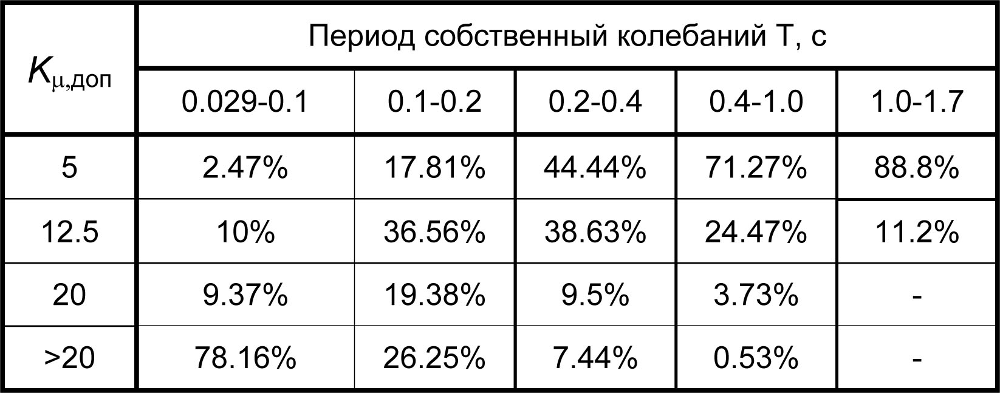 Период собственный колебаний Т, с
Kμ,доп
0.029-0.1 0.1-0.2 0.2-0.4 0.4-1.0 1.0-1.7
5 2.47% 17.81% 44.44% 71.27% 88.8%
12.5 10% 36.56% 38.63% 24.47% 11.2%
20 9.37% 19.38% 9.5% 3.73% -
>20 78.16% 26.25% 7.44% 0.53% -